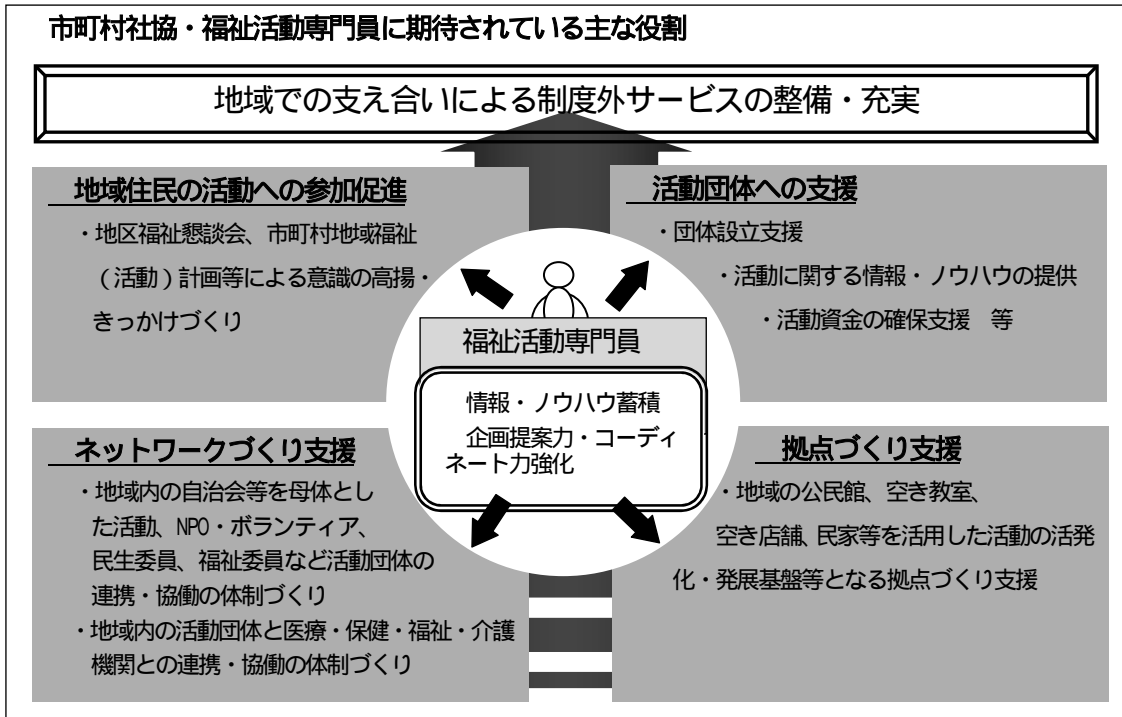 市町村社協・福祉活動専門員に期待されている主な役割
地域での支え合いによる制度外サービスの整備・充実
地域住民の活動への参加促進
・地区福祉懇談会、市町村地域福祉
(活動)計画等による意識の高揚・
きっかけづくり
活動団体への支援
・団体設立支援
・活動に関する情報・ノウハウの提供
・活動資金の確保支援 等
福祉活動専門員
情報・ノウハウ蓄積
企画提案力・コーディ
ネート力強化
ネットワークづくり支援
・地域内の自治会等を母体とし
た活動、NPO・ボランティア、
民生委員、福祉委員など活動団体の
連携・協働の体制づくり
・地域内の活動団体と医療・保健・福祉・介護
機関との連携・協働の体制づくり
拠点づくり支援
・地域の公民館、空き教室、
空き店舗、民家等を活用した活動の活発
化・発展基盤等となる拠点づくり支援